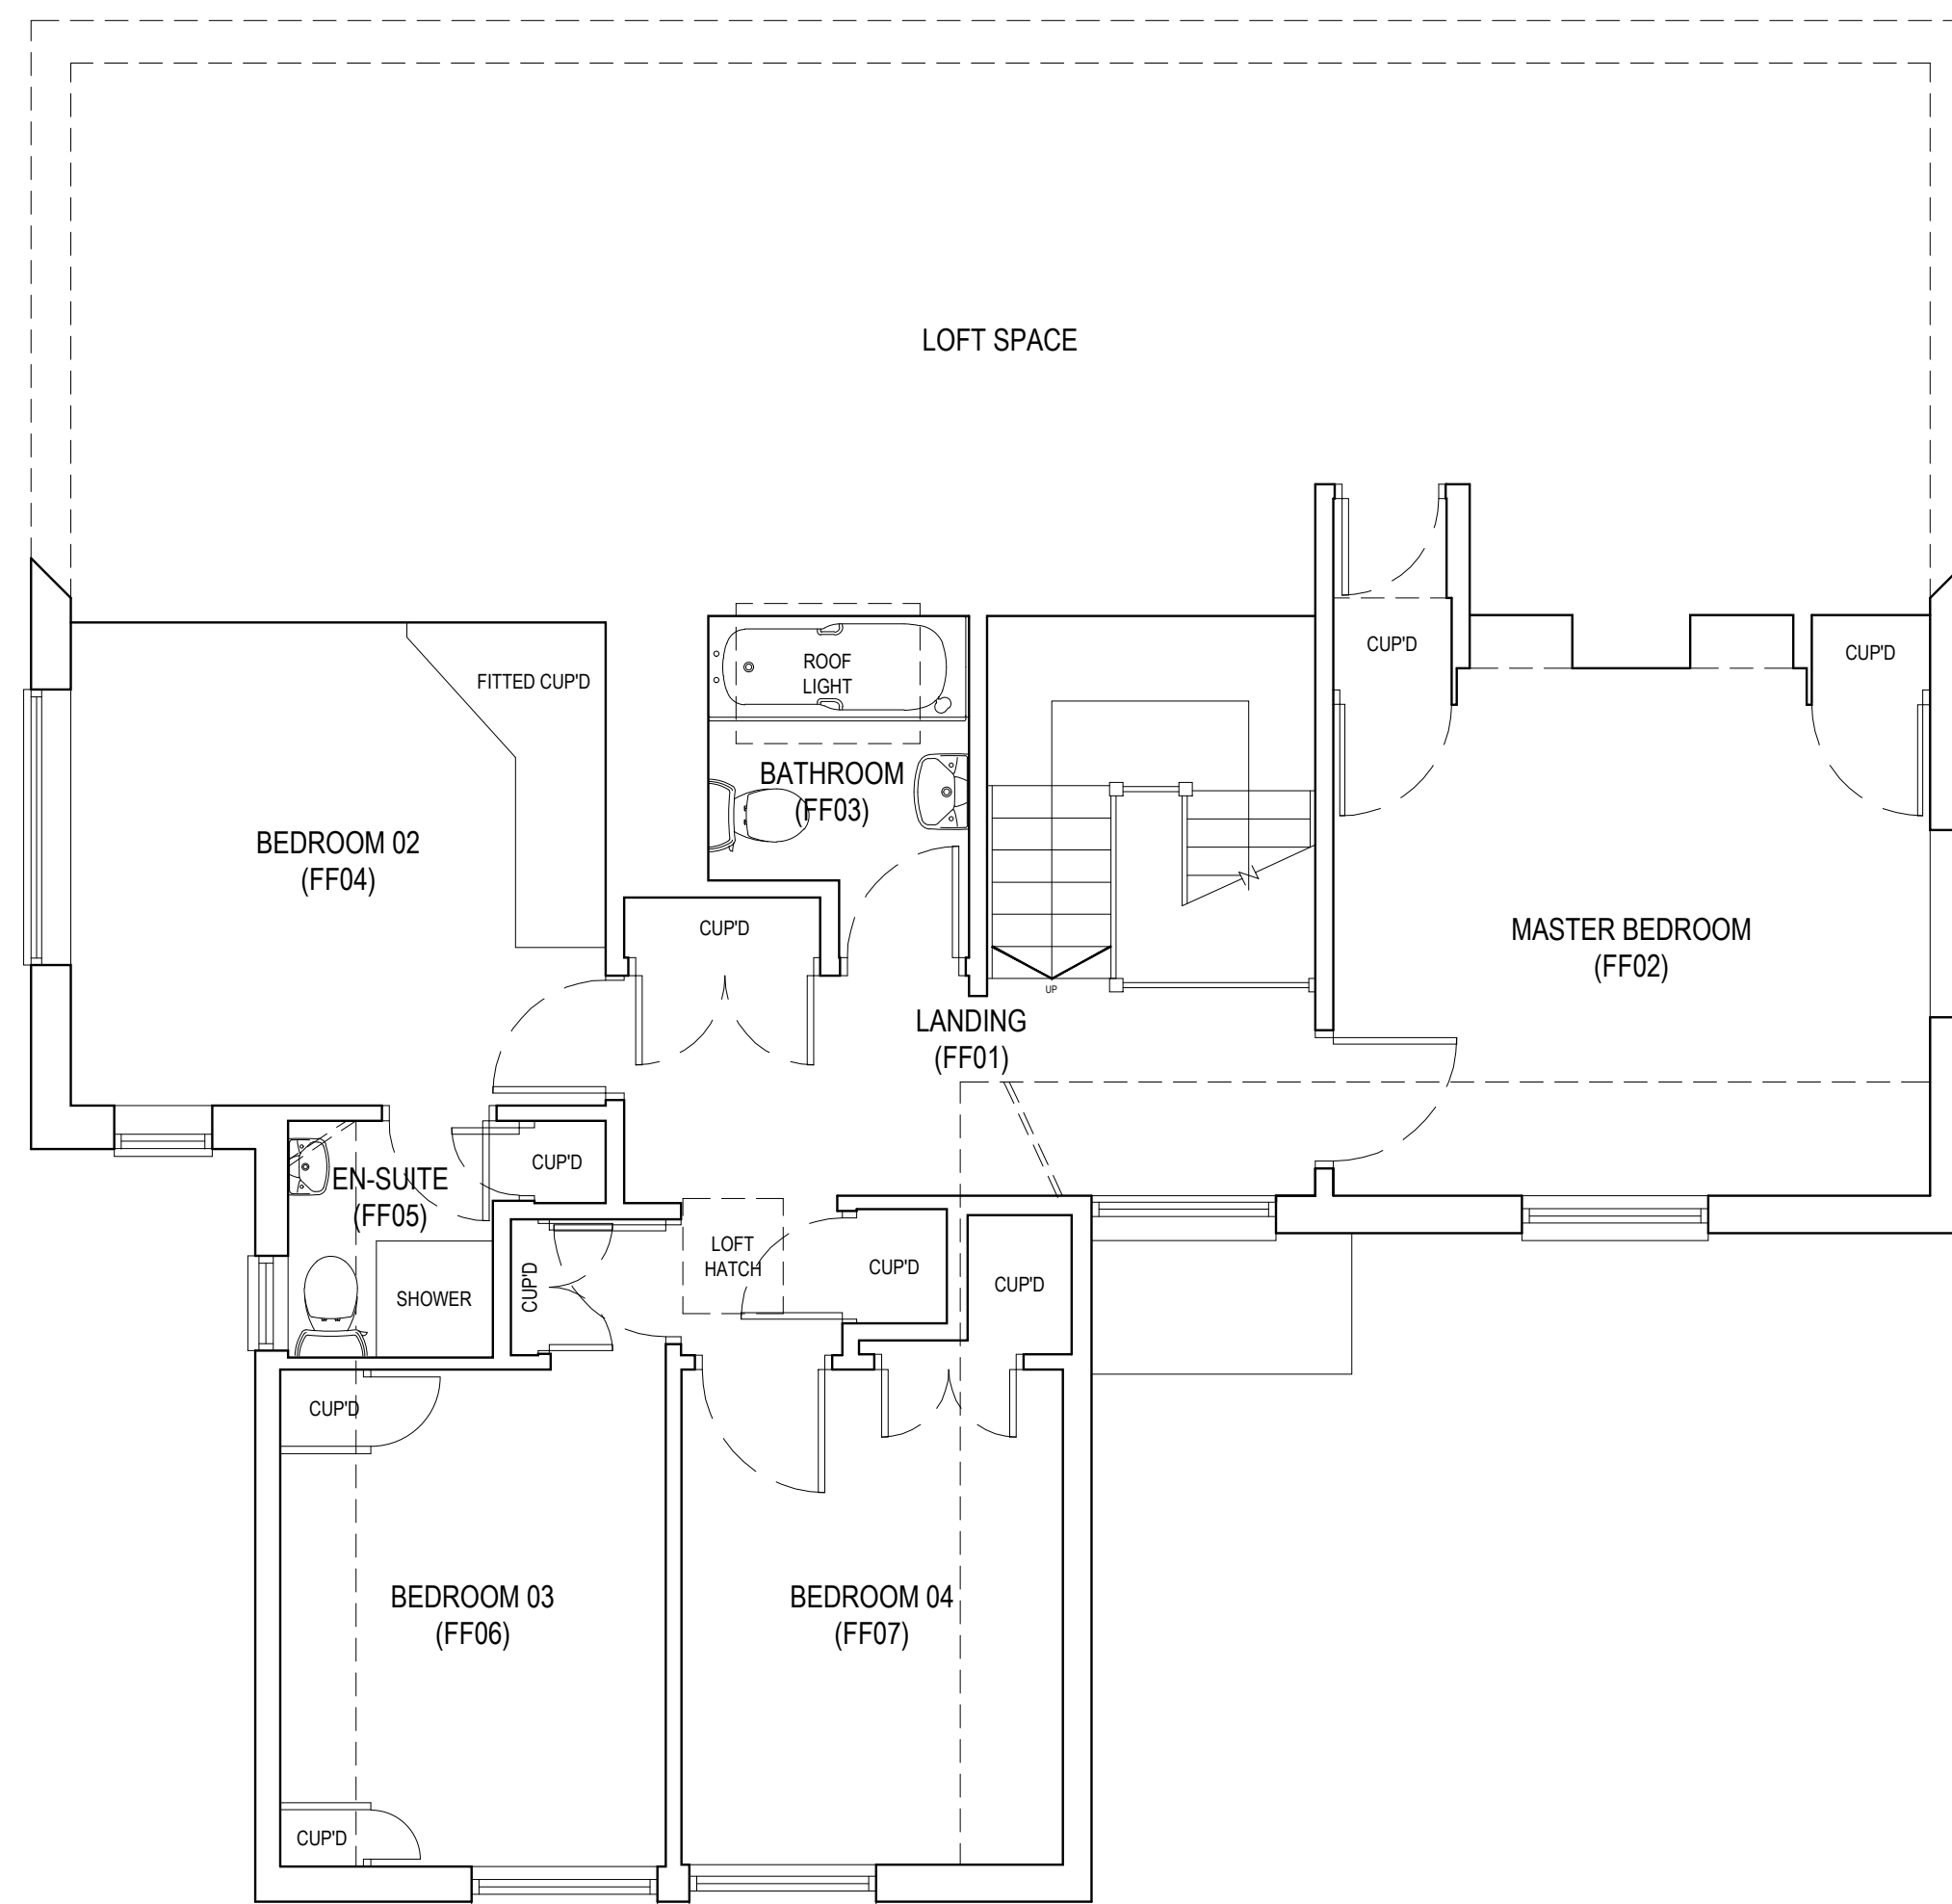 LOFT SPACE
CUP'D
CUP'D
ROOF
LIGHT
FITTED CUP'D
BATHROOM
(FF03)
BEDROOM 02
(FF04)
CUP'D
MASTER BEDROOM
(FF02)
UP
LANDING
(FF01)
CUP'D
EN-SUITE
(FF05)
LOFT
HATCH
CUP'D
CUP'D
CUP'D
SHOWER
CUP'D
BEDROOM 03
(FF06)
BEDROOM 04
(FF07)
CUP'D